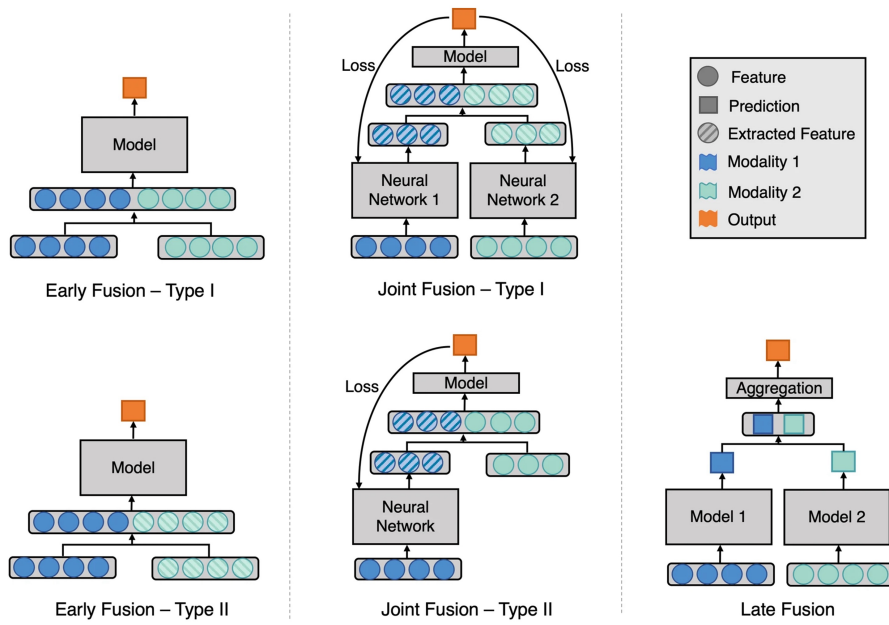 Model
Early Fusion – Type I
Loss
Loss
Model
Neural
Network 1
Neural
Network 2
Joint Fusion – Type I
Feature
Prediction
Extracted Feature
Modality 1
Modality 2
Output
Model
Early Fusion – Type II
Loss
Model
Neural
Network
Joint Fusion – Type II
Aggregation
Model 1
Model 2
Late Fusion